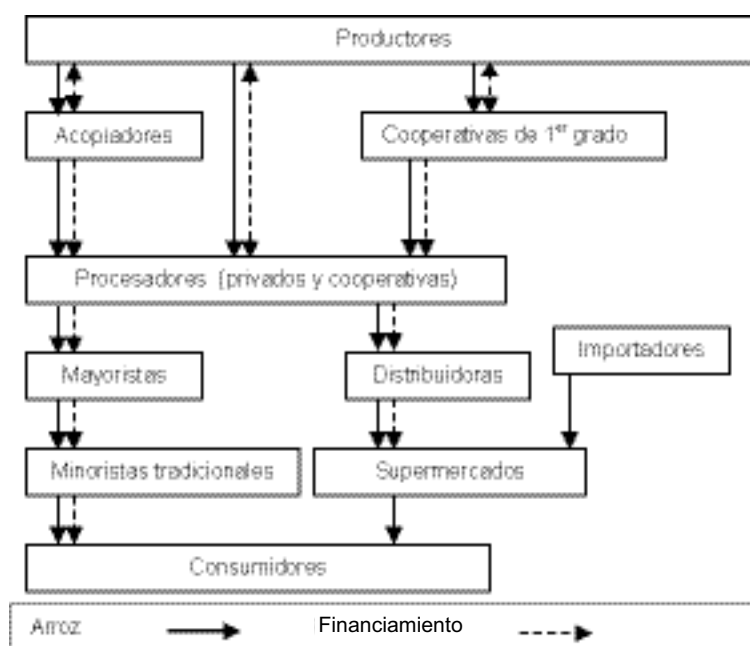 Productores
Acopiadores
Cooperativas de 1er grado
Procesadores (privados y cooperativas)
Importadores
Mayoristas
Distribuidoras
Minoristas tradicionales
Supermercados
Consumidores
Arroz
Financiamiento